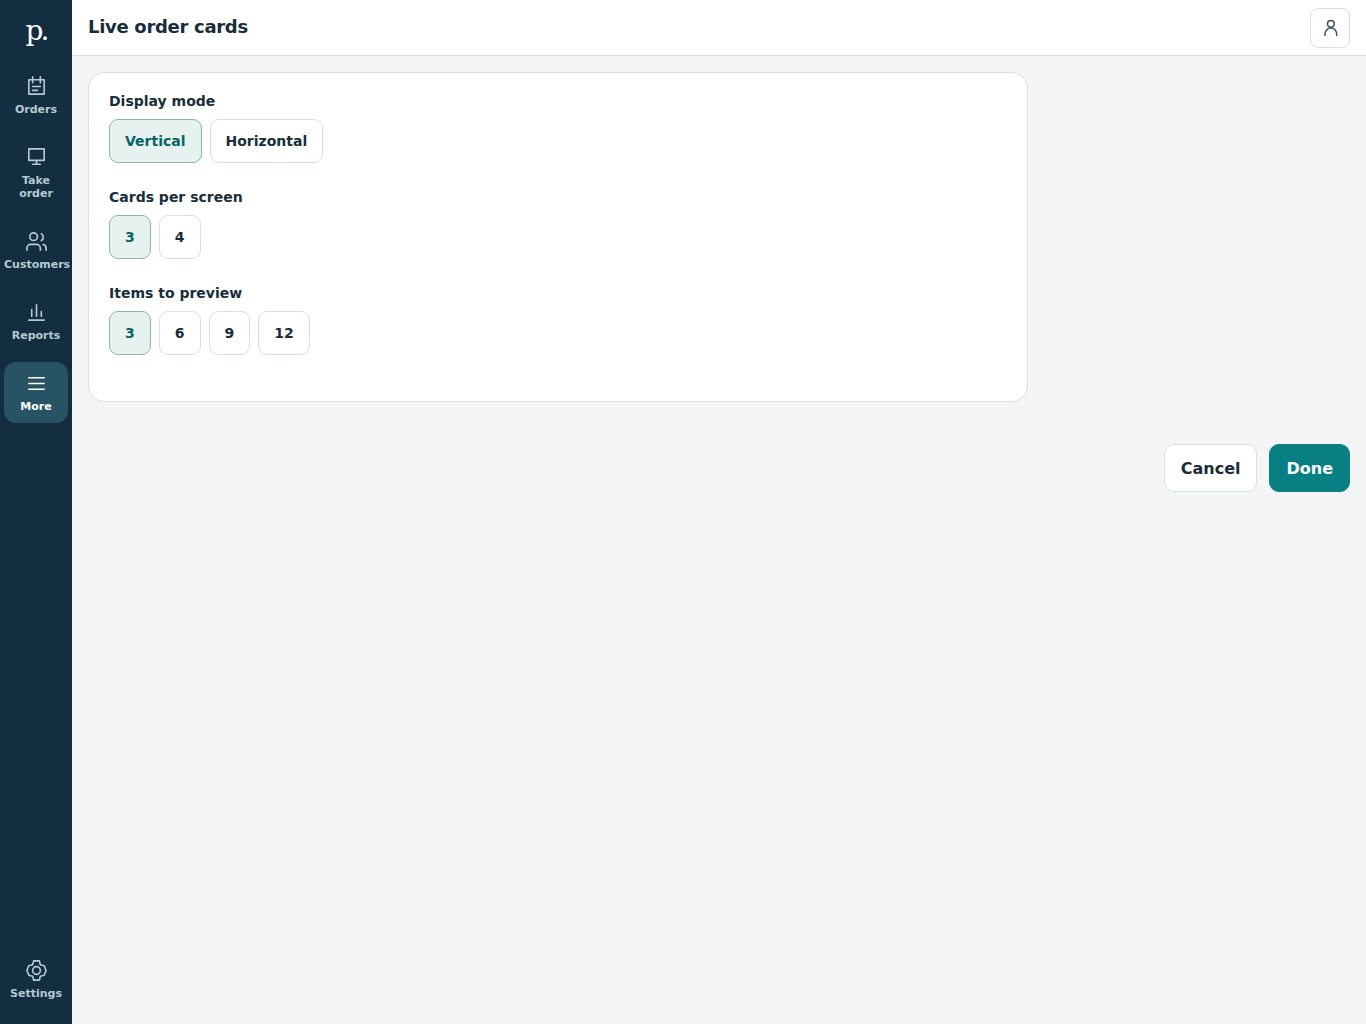 p.
Orders
Take
order
Customers
Reports
More
Settings
Live order cards
Display mode
Vertical Horizontal
Cards per screen
3 4
Items to preview
3 6 9 12
Cancel Done